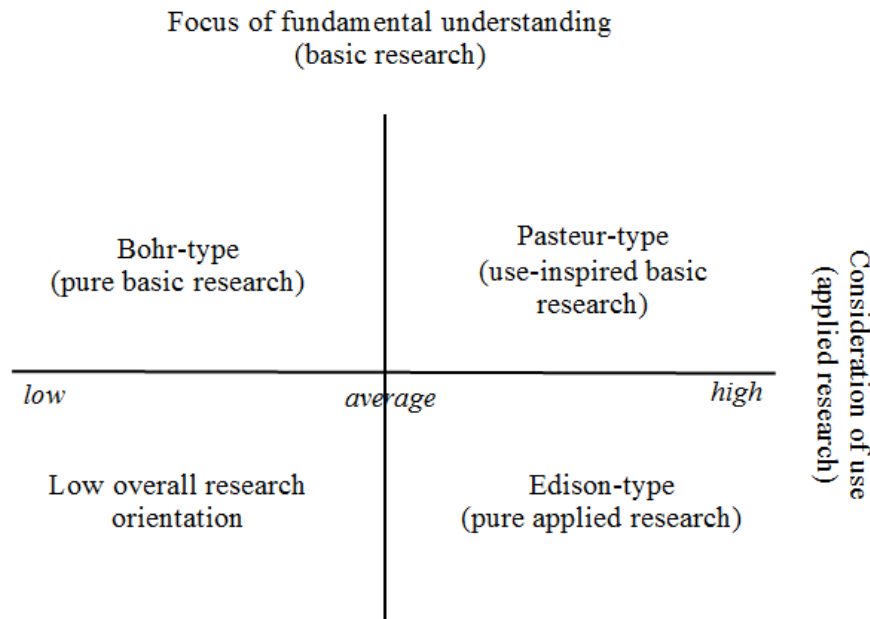 Focus of fundamental understanding
(basic research)
Bohr-type
(pure basic research)
Pasteur-type
(use-inspired basic
research)
Consideration of use
(applied research)
low
average
high
Low overall research
orientation
Edison-type
(pure applied research)